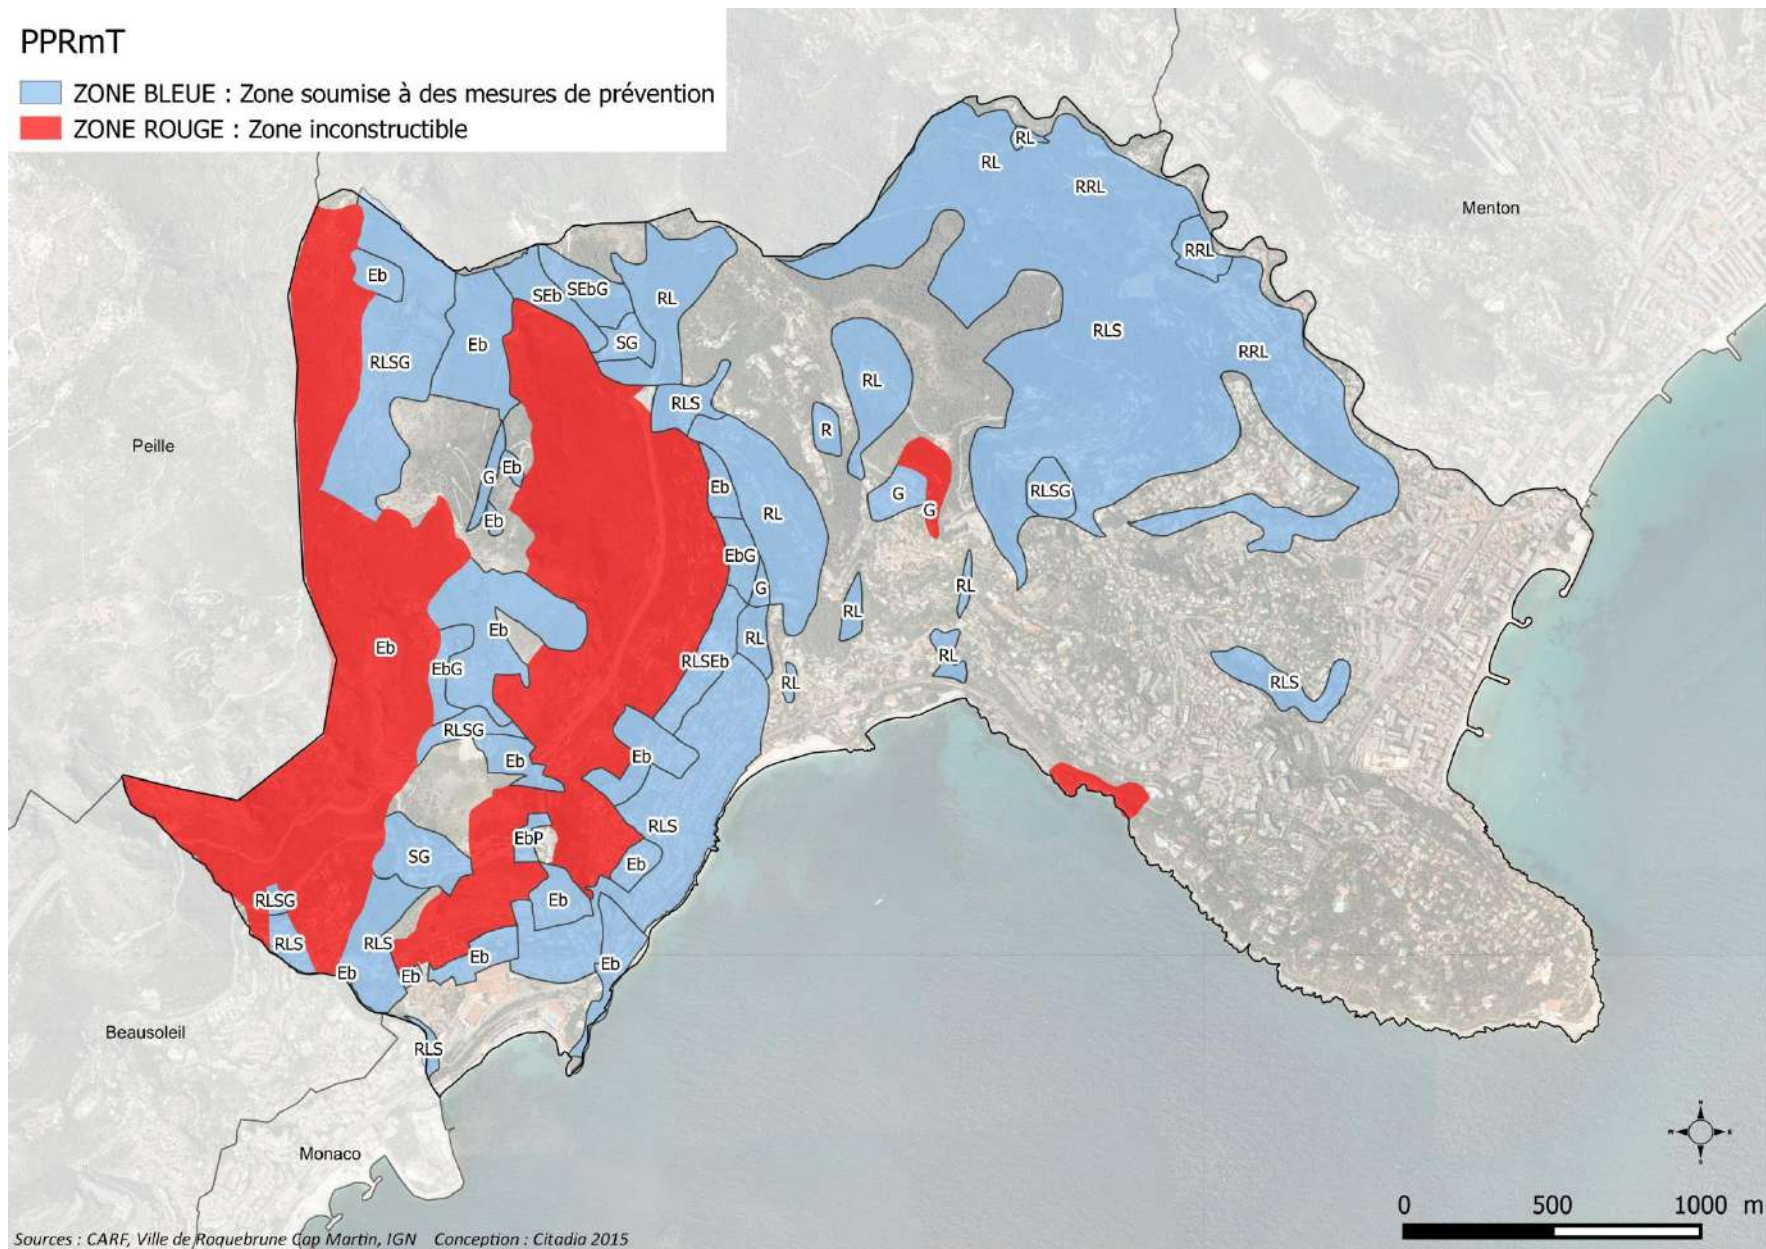 PPRmT
ZONE BLEUE : Zone soumise à des mesures de prévention
ZONE ROUGE : Zone inconstructible
RL
RL
RRL
Menton
RRL
Eb
SEb
SEbG
RL
RLS
Eb
SG
RRL
RLSG
RL
RLS
R
Peille
Eb
G
Eb
G
RLSG
RL
G
Eb
EbG
G
RL
RL
Eb
RL
Eb
RLSEb
RL
EbG
RL
RLS
RLSG
Eb
Eb
RLS
EbP
SG
Eb
RLSG
Eb
RLS
RLS
Eb
Eb
Eb
Eb
Beausoleil
RLS
Monaco
N
E
S
0 500 1000 m
Sources : CARF, Ville de Roquebrune Cap Martin, IGN Conception : Citadia 2015